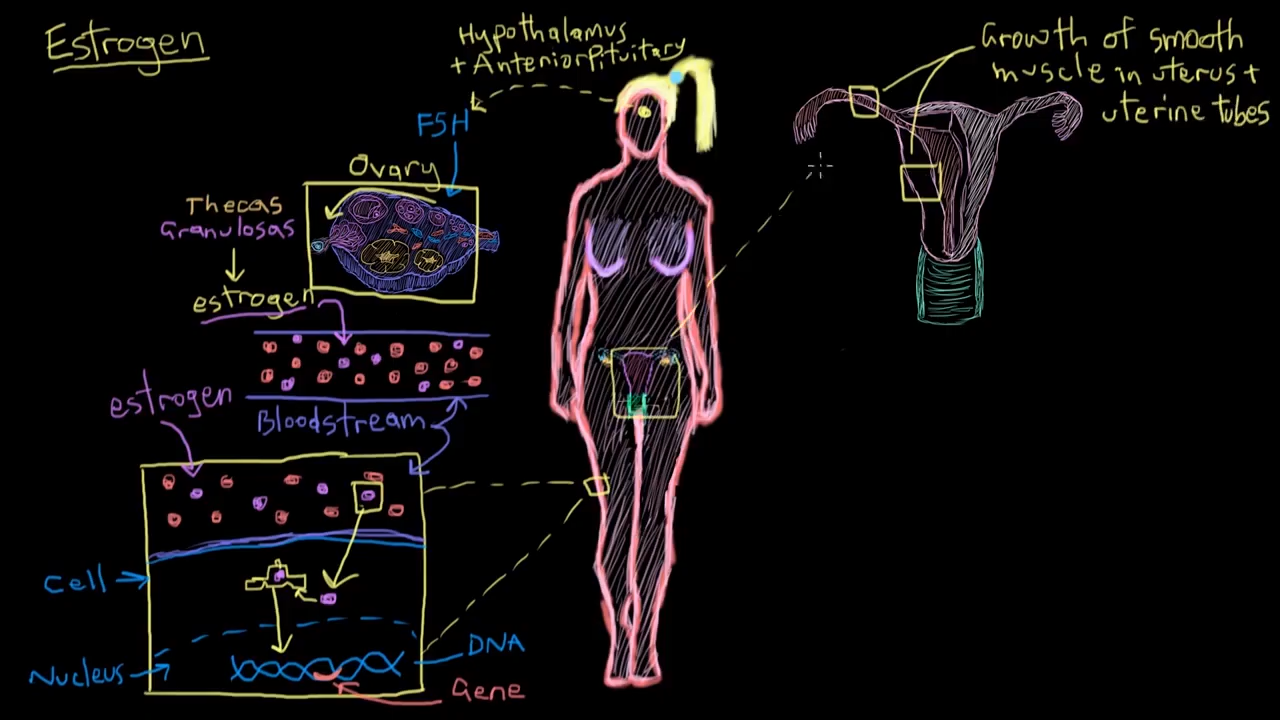 Estrogen
Hypothalamus
+ Anterior Pituitary
FSH
Ovary
Thecas
Granulosas
estrogen
estrogen
Bloodstream
Cell
Nucleus
DNA
Gene
Growth of smooth
muscle in uterus +
uterine tubes